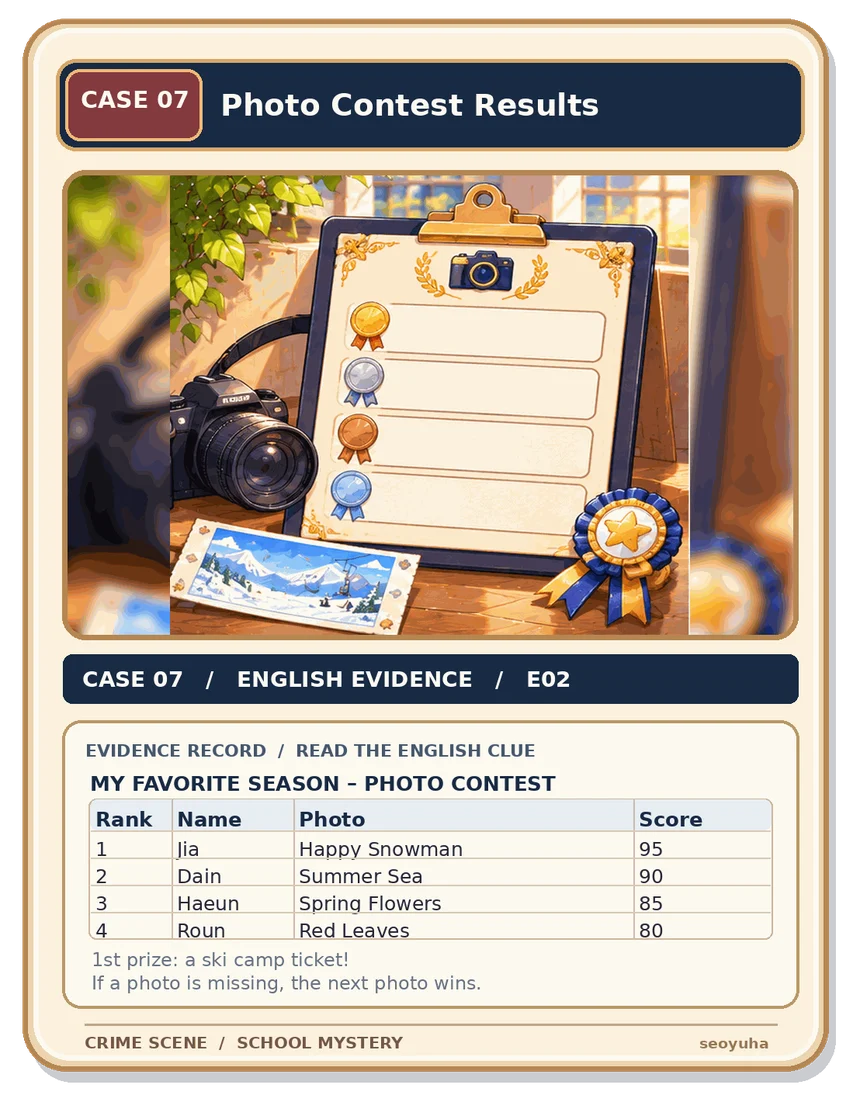 CASE 07
Photo Contest Results
CASE 07 / ENGLISH EVIDENCE / E02
EVIDENCE RECORD / READ THE ENGLISH CLUE
MY FAVORITE SEASON – PHOTO CONTEST
Rank Name Photo Score
1 Jia Happy Snowman 95
2 Dain Summer Sea 90
3 Haeun Spring Flowers 85
4 Roun Red Leaves 80
1st prize: a ski camp ticket!
If a photo is missing, the next photo wins.
CRIME SCENE / SCHOOL MYSTERY
seoyuha